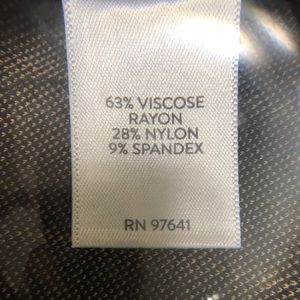 63% VISCOSE
RAYON
28% NYLON
9% SPANDEX
RN 97641